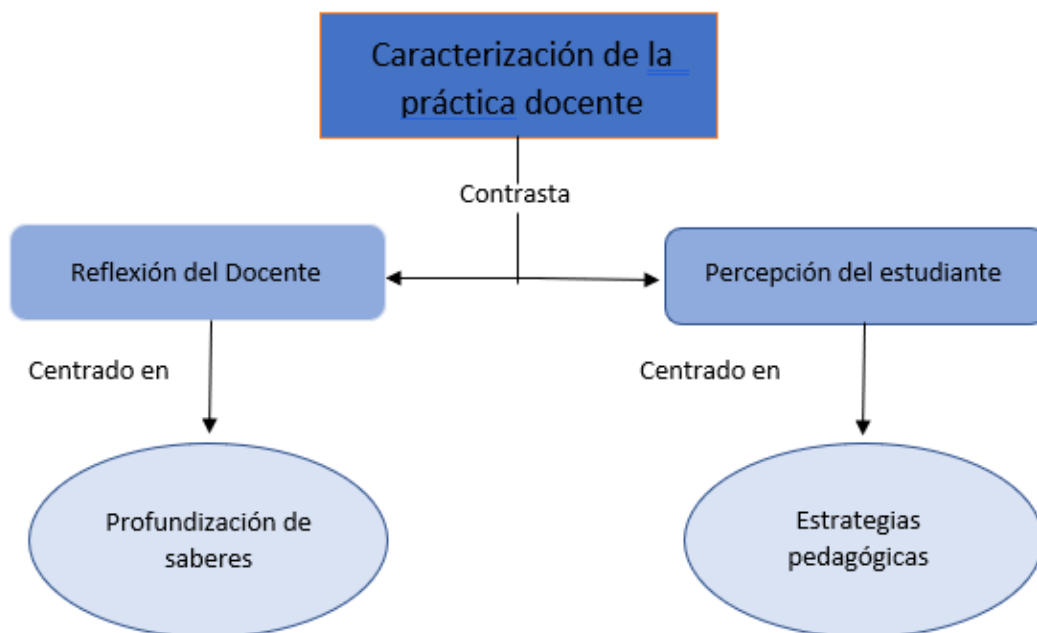 Caracterización de la
práctica docente
Contrasta
Reflexión del Docente
Percepción del estudiante
Centrado en
Centrado en
Profundización de
saberes
Estrategias
pedagógicas